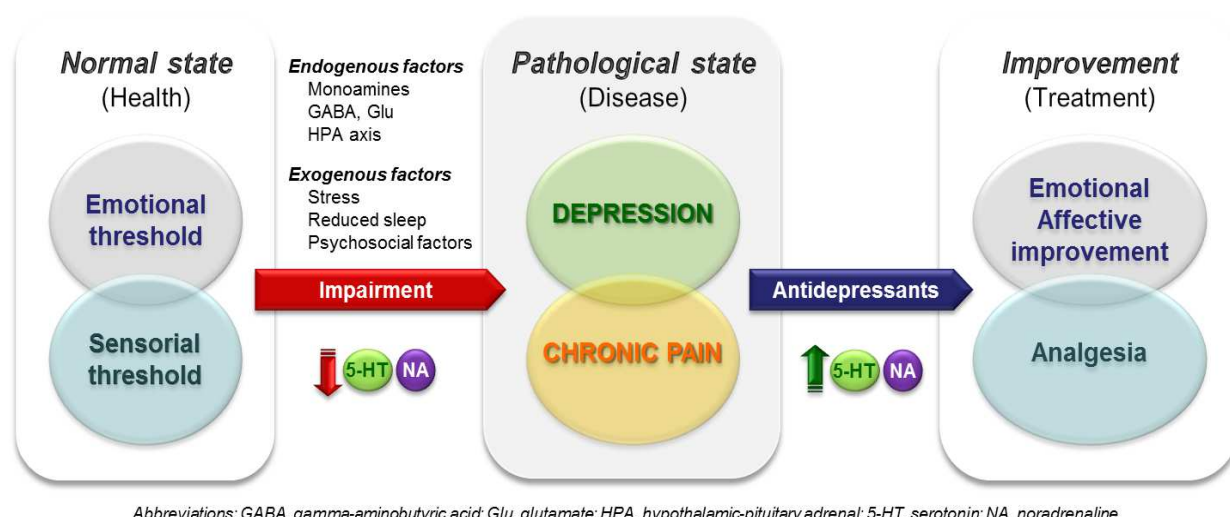 Normal state
(Health)
Emotional
threshold
Sensorial
threshold
Endogenous factors
Monoamines
GABA, Glu
HPA axis
Exogenous factors
Stress
Reduced sleep
Psychosocial factors
Impairment
5-HT NA
Pathological state
(Disease)
DEPRESSION
CHRONIC PAIN
Antidepressants
5-HT NA
Improvement
(Treatment)
Emotional
Affective
improvement
Analgesia
Abbreviations: GABA, gamma-aminobutyric acid; Glu, glutamate; HPA, hypothalamic-pituitary adrenal; 5-HT, serotonin; NA, noradrenaline